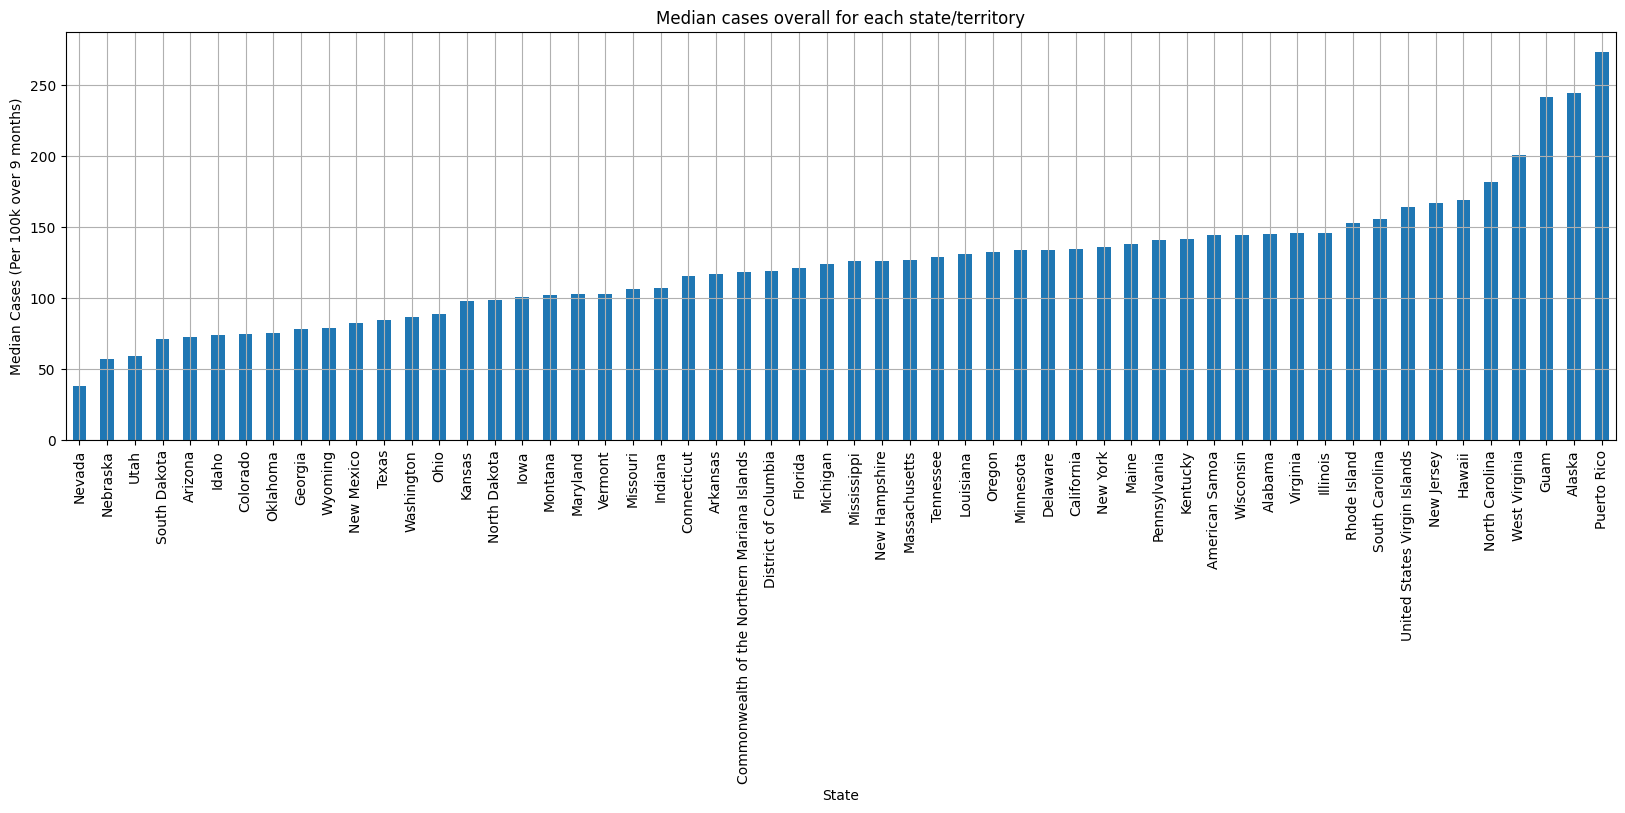 Median cases overall for each state/territory
Median Cases (Per 100k over 9 months)
250
200
150
100
50
0
Nevada
Nebraska
Utah
South Dakota
Arizona
Idaho
Colorado
Oklahoma
Georgia
Wyoming
New Mexico
Texas
Washington
Ohio
Kansas
North Dakota
Iowa
Montana
Maryland
Vermont
Missouri
Indiana
Connecticut
Arkansas
Commonwealth of the Northern Mariana Islands
District of Columbia
Florida
Michigan
Mississippi
New Hampshire
Massachusetts
Tennessee
Louisiana
Oregon
Minnesota
Delaware
California
New York
Maine
Pennsylvania
Kentucky
American Samoa
Wisconsin
Alabama
Virginia
Illinois
Rhode Island
South Carolina
United States Virgin Islands
New Jersey
Hawaii
North Carolina
West Virginia
Guam
Alaska
Puerto Rico
State